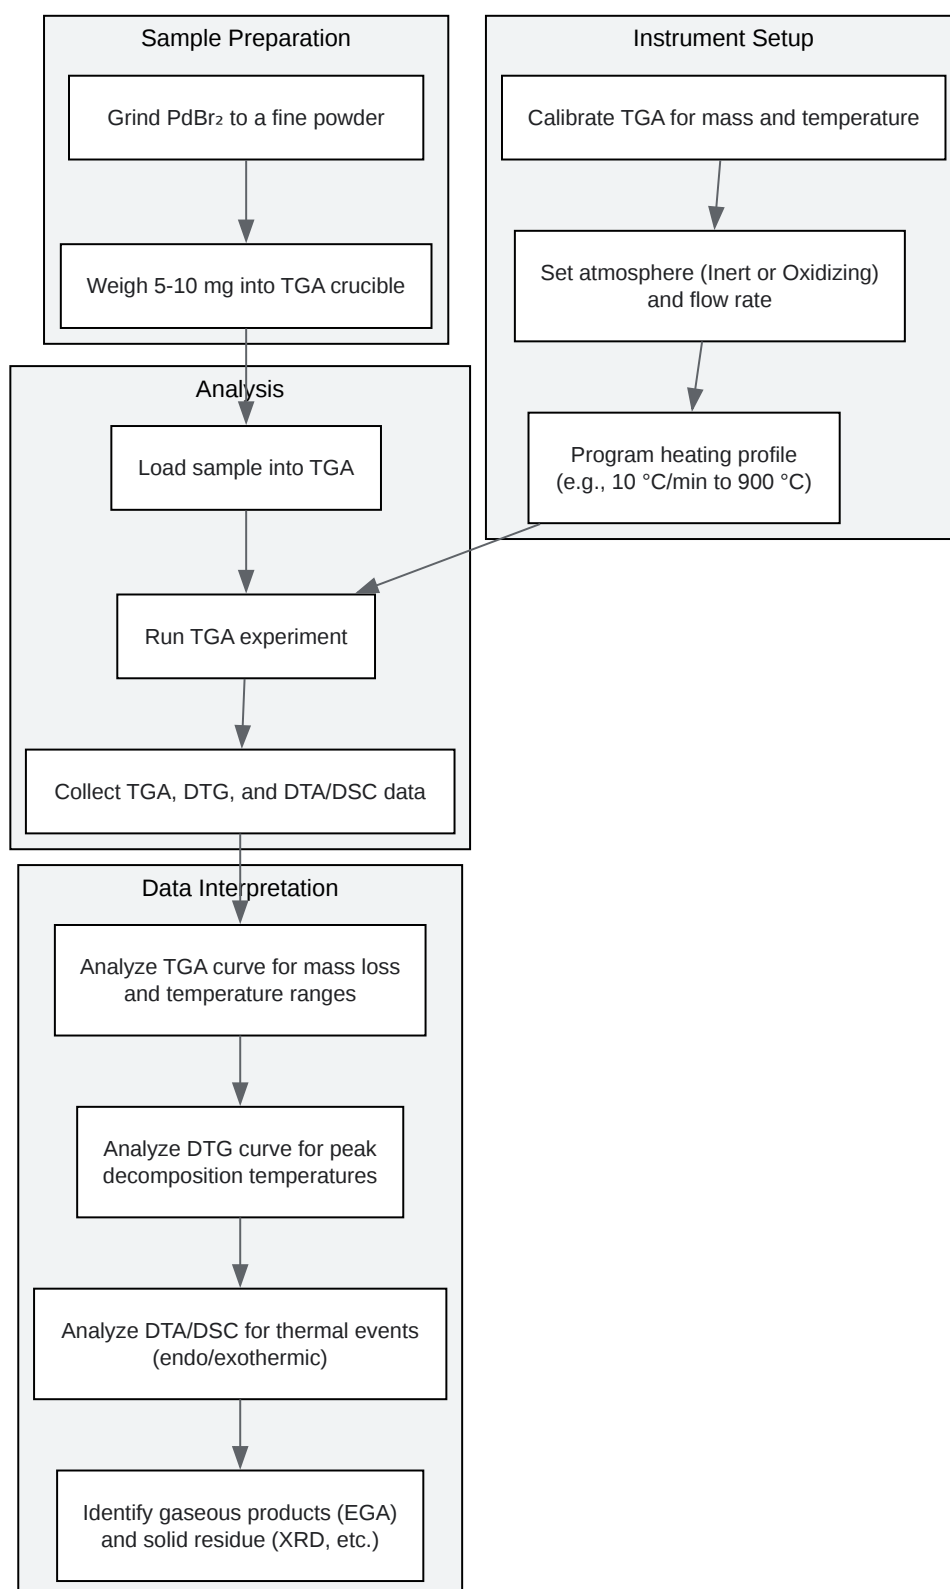 Sample Preparation
Grind PdBr₂ to a fine powder
Weigh 5-10 mg into TGA crucible
Instrument Setup
Calibrate TGA for mass and temperature
Set atmosphere (Inert or Oxidizing)
and flow rate
Program heating profile
(e.g., 10 °C/min to 900 °C)
Analysis
Load sample into TGA
Run TGA experiment
Collect TGA, DTG, and DTA/DSC data
Data Interpretation
Analyze TGA curve for mass loss
and temperature ranges
Analyze DTG curve for peak
decomposition temperatures
Analyze DTA/DSC for thermal events
(endo/exothermic)
Identify gaseous products (EGA)
and solid residue (XRD, etc.)